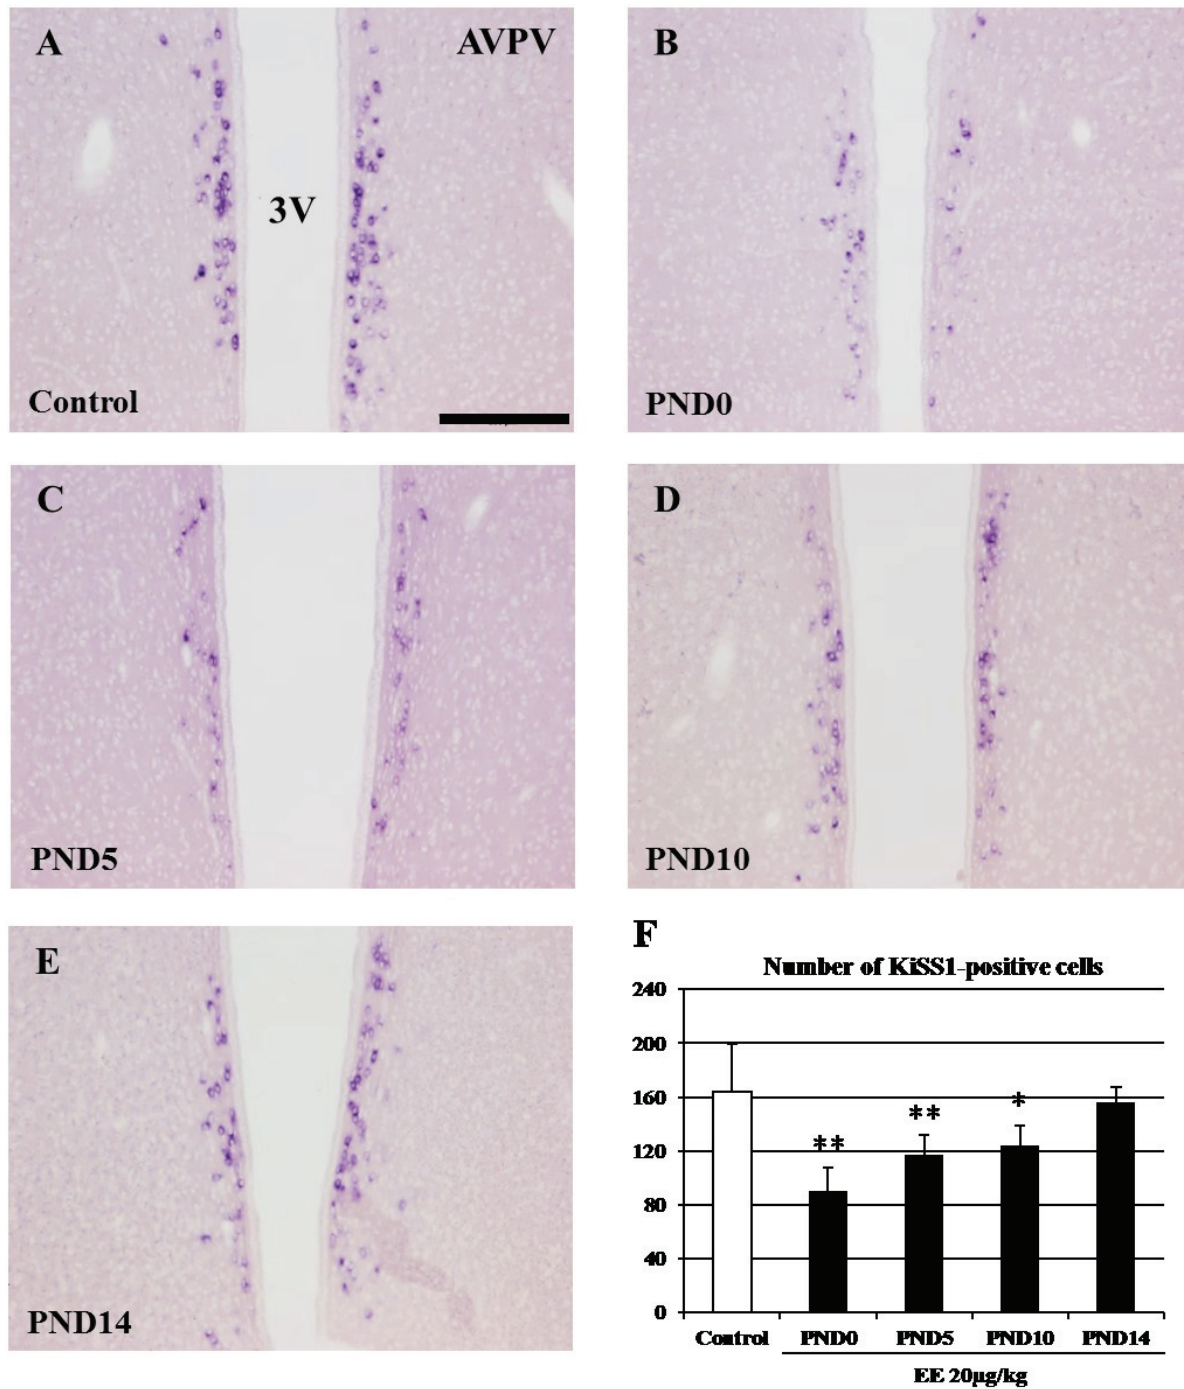 A
AVPV
3V
Control
B
PND0
C
PND5
D
PND10
E
PND14
F
Number of KiSS1-positive cells
240
200
160
120
80
40
0
**
**
*
Control PND0 PND5 PND10 PND14
EE 20μg/kg